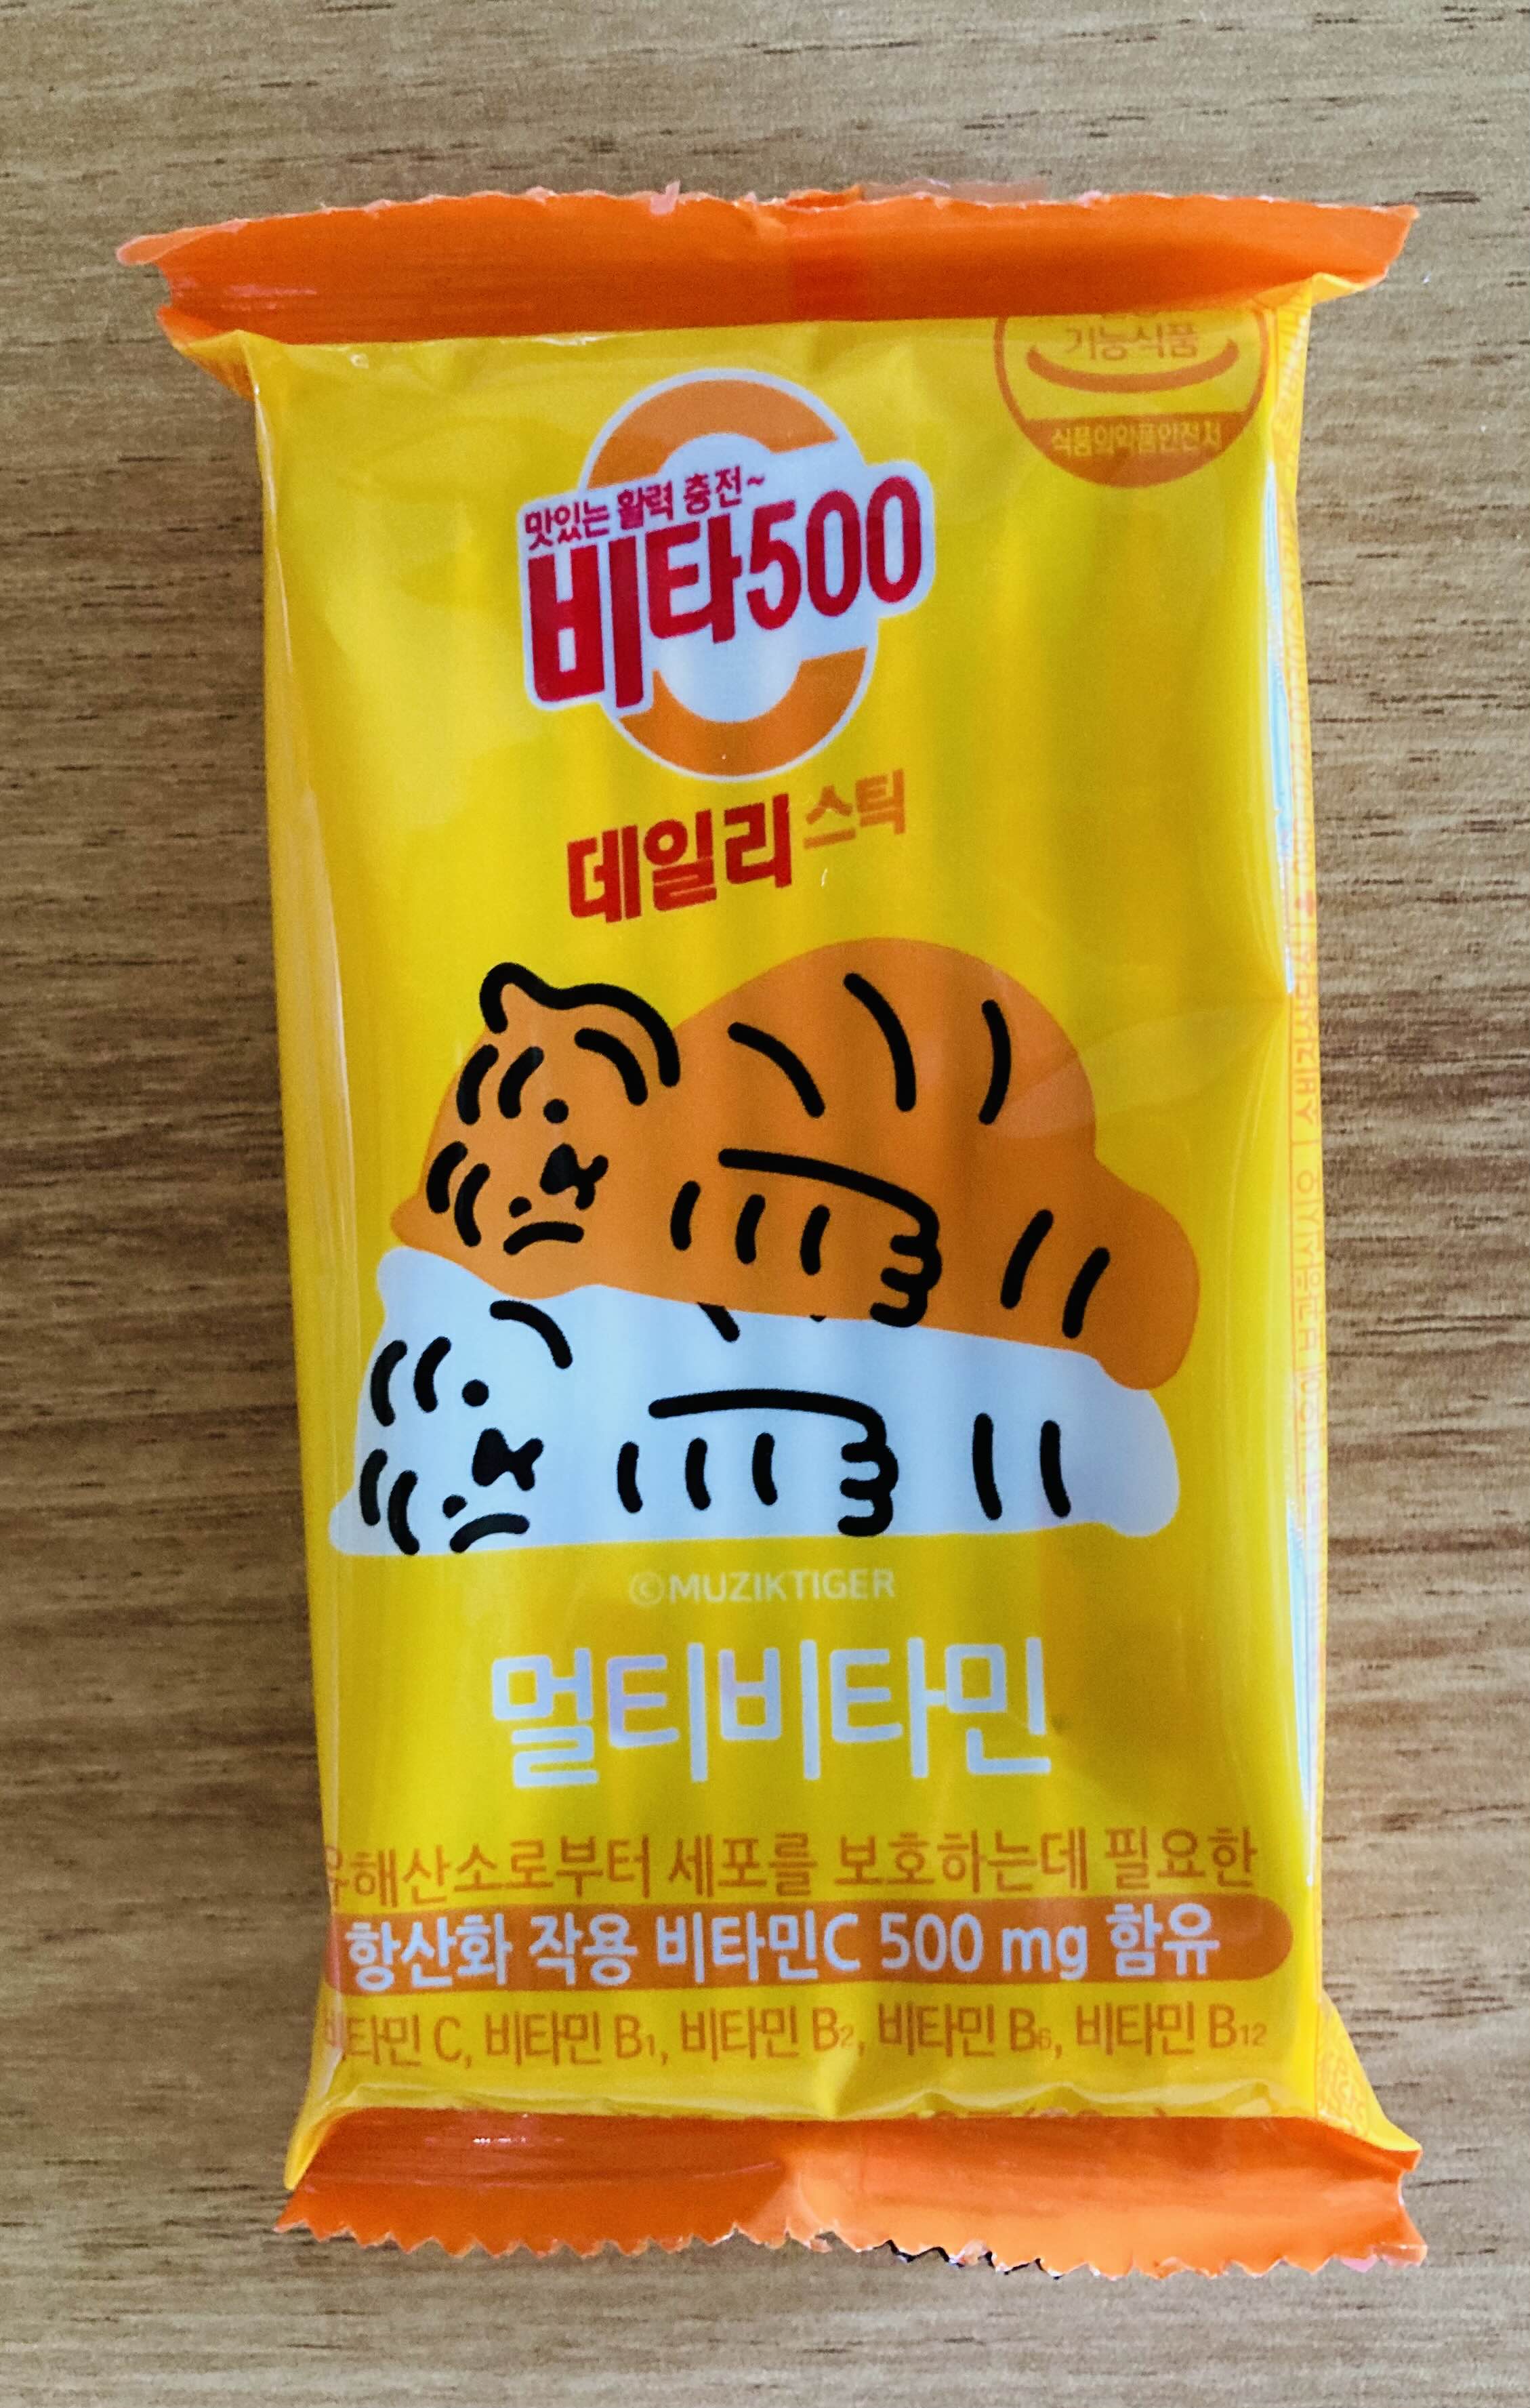 기능식품
식품의약품안전처
맛있는 활력 충전~
비타500
데일리 스틱
©MUZIKTIGER
멀티비타민
유해산소로부터 세포를 보호하는데 필요한
항산화 작용 비타민C 500 mg 함유
비타민 C, 비타민 B1, 비타민 B2, 비타민 B6, 비타민 B12